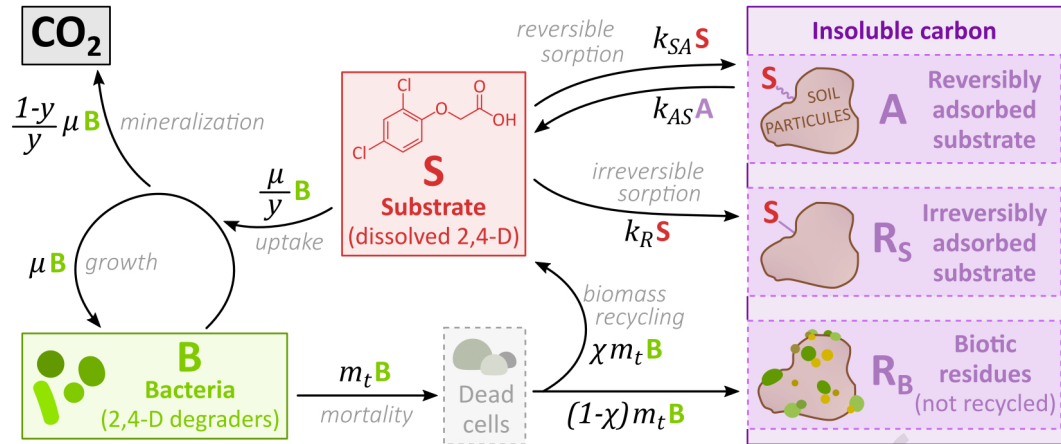 CO₂
1-y/y μB
mineralization
μB
growth
μ/y B
uptake
B
Bacteria
(2,4-D degraders)
m_t B
mortality
Dead
cells
Cl
Cl
O
O
OH
S
Substrate
(dissolved 2,4-D)
reversible
sorption
k_SA S
k_AS A
irreversible
sorption
k_R S
biomass
recycling
χ m_t B
(1-χ) m_t B
Insoluble carbon
S
SOIL
PARTICULES
A
Reversibly
adsorbed
substrate
S
R_S
Irreversibly
adsorbed
substrate
R_B
Biotic
residues
(not recycled)